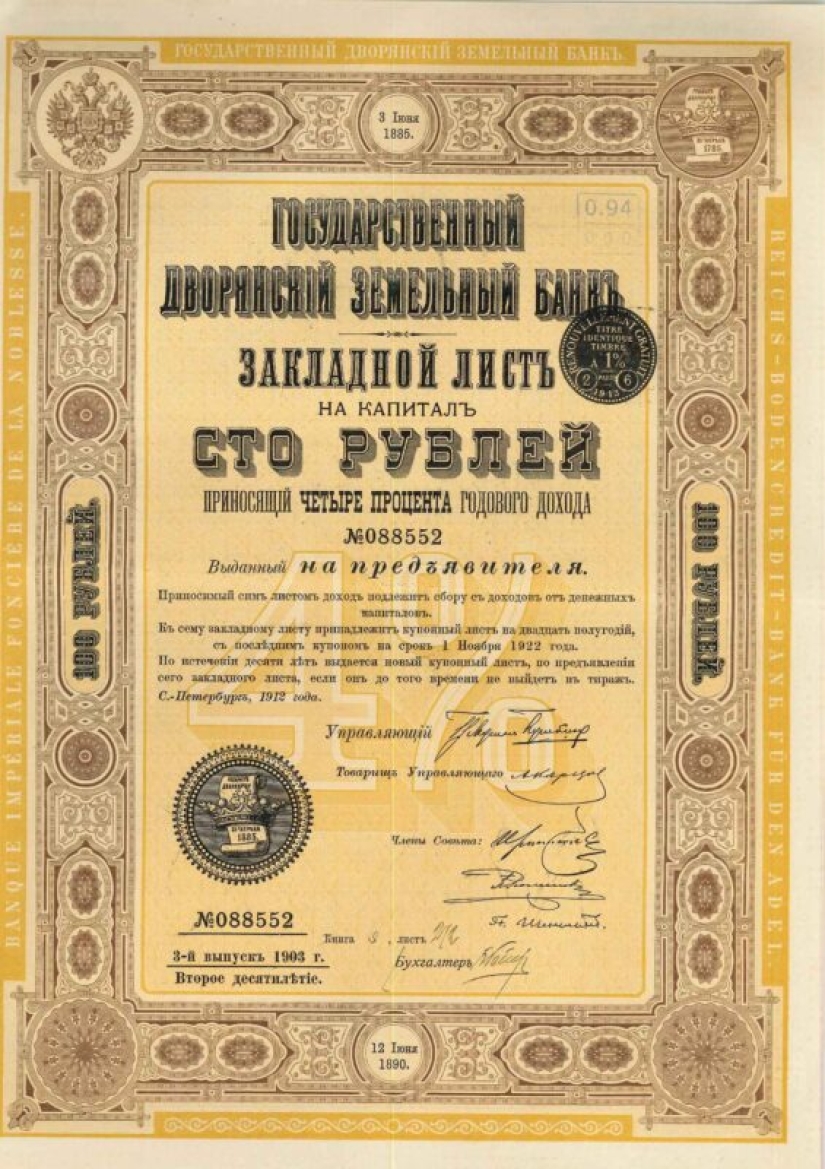 ГОСУДАРСТВЕННЫЙ ДВОРЯНСКІЙ ЗЕМЕЛЬНЫЙ БАНКЪ.
3 Іюня
1885.
0.94
ГОСУДАРСТВЕННЫЙ
ДВОРЯНСКІЙ ЗЕМЕЛЬНЫЙ БАНКЪ
RENOUVELLEMENT GRATUIT
TITRE
IDENTIQUE
TIMBRE
À 1%
2
6
ЗАКЛАДНОЙ ЛИСТЪ
НА КАПИТАЛЪ
СТО РУБЛЕЙ
ПРИНОСЯЩІЙ ЧЕТЫРЕ ПРОЦЕНТА ГОДОВОГО ДОХОДА
№088552
Выданный на предъявителя.
Приносимый симъ листомъ доходъ подлежитъ сбору съ доходовъ отъ денежныхъ
капиталовъ.
Къ сему закладному листу принадлежитъ купонный листъ на двадцать полугодій,
съ послѣднимъ купономъ на срокъ 1 Ноября 1922 года.
По истеченіи десяти лѣтъ выдается новый купонный листъ, по предъявленіи
сего закладного листа, если онъ до того времени не выйдетъ въ тиражъ.
С.-Петербургъ, 1912 года.
4%
Управляющій
Товарищъ Управляющаго
Члены Совѣта:
№088552
Книга 3, листъ
3-й выпускъ 1903 г.
Бухгалтеръ
Второе десятилѣтіе.
12 Іюня
1890.
100 РУБЛЕЙ.
100 РУБЛЕЙ.
BANQUE IMPÉRIALE FONCIÈRE DE LA NOBLESSE.
REICHS-BODENCREDIT-BANK FÜR DEN ADEL.